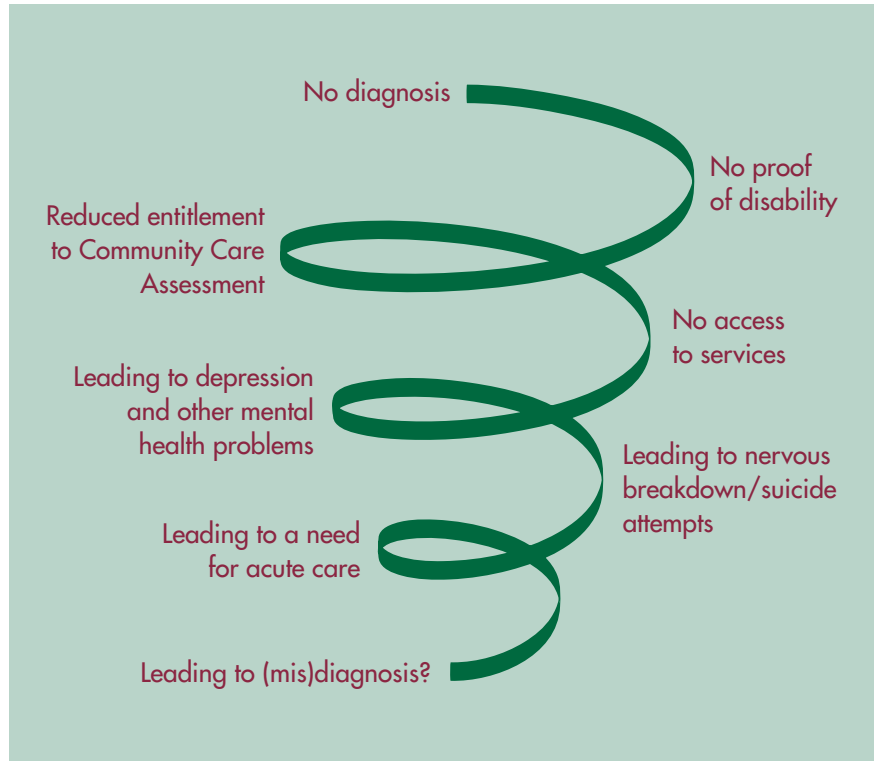 No diagnosis
No proof
of disability
Reduced entitlement
to Community Care
Assessment
No access
to services
Leading to depression
and other mental
health problems
Leading to nervous
breakdown/suicide
attempts
Leading to a need
for acute care
Leading to (mis)diagnosis?